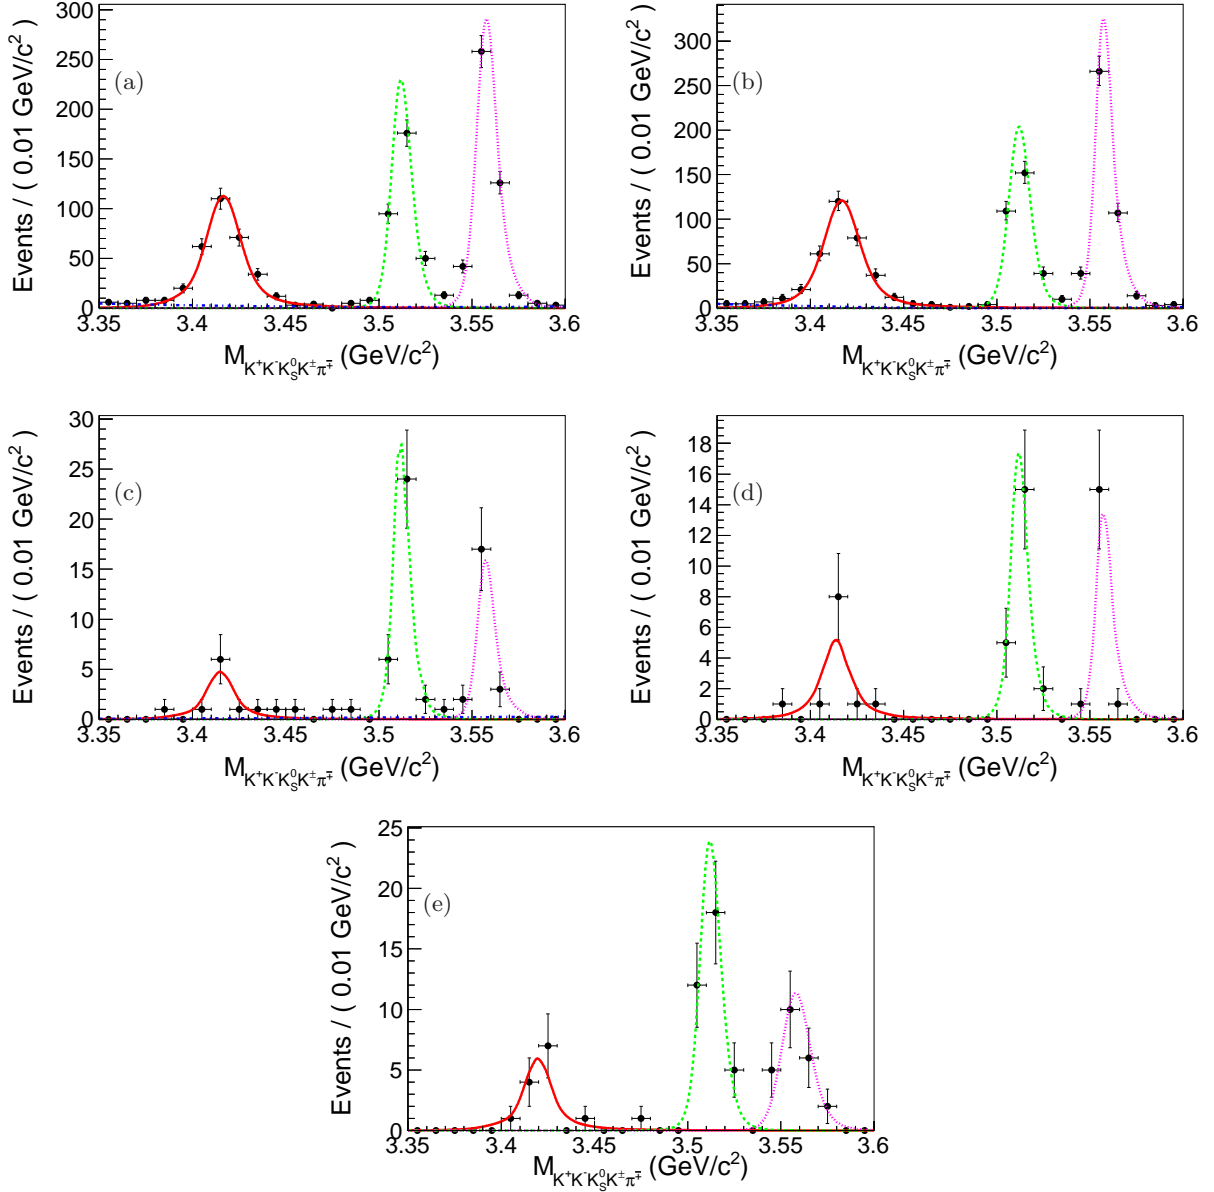 300
250
200
150
100
50
0
Events / ( 0.01 GeV/c² )
(a)
3.35 3.4 3.45 3.5 3.55 3.6
M_K⁺K⁻K⁰_SK^±π^∓ (GeV/c²)
300
250
200
150
100
50
0
Events / ( 0.01 GeV/c² )
(b)
3.35 3.4 3.45 3.5 3.55 3.6
M_K⁺K⁻K⁰_SK^±π^∓ (GeV/c²)
30
25
20
15
10
5
0
Events / ( 0.01 GeV/c² )
(c)
3.35 3.4 3.45 3.5 3.55 3.6
M_K⁺K⁻K⁰_SK^±π^∓ (GeV/c²)
18
16
14
12
10
8
6
4
2
0
Events / ( 0.01 GeV/c²)
(d)
3.35 3.4 3.45 3.5 3.55 3.6
M_K⁺K⁻K⁰_SK^±π^∓ (GeV/c²)
25
20
15
10
5
0
Events / ( 0.01 GeV/c²)
(e)
3.35 3.4 3.45 3.5 3.55 3.6
M_K⁺K⁻K⁰_SK^±π^∓ (GeV/c²)